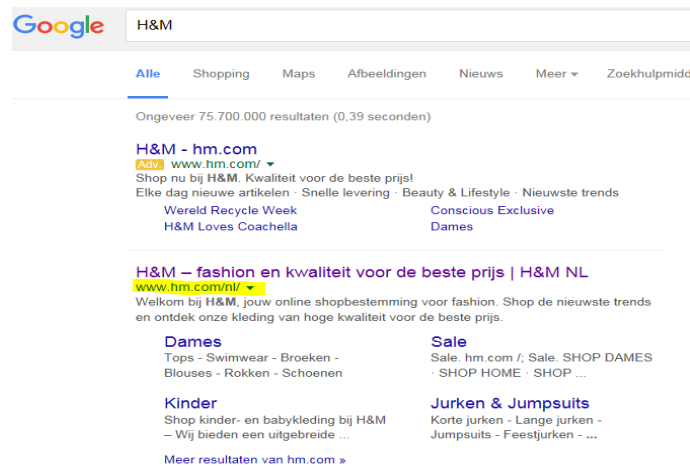 Google H&M
Alle Shopping Maps Afbeeldingen Nieuws Meer Zoekhulpmidd
Ongeveer 75.700.000 resultaten (0,39 seconden)
H&M - hm.com
Adv. www.hm.com/
Shop nu bij H&M. Kwaliteit voor de beste prijs!
Elke dag nieuwe artikelen · Snelle levering · Beauty & Lifestyle · Nieuwste trends
Wereld Recycle Week Conscious Exclusive
H&M Loves Coachella Dames
H&M – fashion en kwaliteit voor de beste prijs | H&M NL
www.hm.com/nl/
Welkom bij H&M, jouw online shopbestemming voor fashion. Shop de nieuwste trends
en ontdek onze kleding van hoge kwaliteit voor de beste prijs.
Dames
Tops - Swimwear - Broeken -
Blouses - Rokken - Schoenen
Sale
Sale. hm.com /; Sale. SHOP DAMES
· SHOP HOME · SHOP ...
Kinder
Shop kinder- en babykleding bij H&M
– Wij bieden een uitgebreide ...
Jurken & Jumpsuits
Korte jurken - Lange jurken -
Jumpsuits - Feestjurken - ...
Meer resultaten van hm.com »